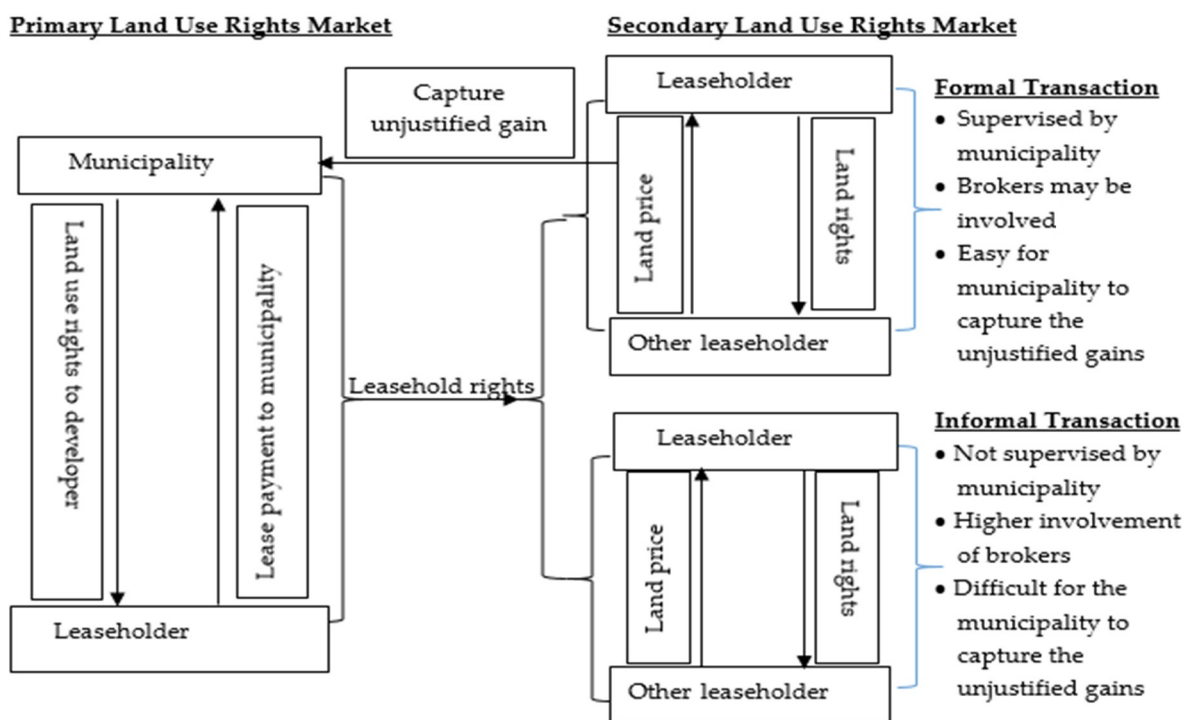 Primary Land Use Rights Market
Secondary Land Use Rights Market
Capture
unjustified gain
Municipality
Land use rights to developer
Lease payment to municipality
Leaseholder
Leasehold rights
Leaseholder
Land price
Land rights
Other leaseholder
Formal Transaction
• Supervised by
municipality
• Brokers may be
involved
• Easy for
municipality to
capture the
unjustified gains
Leaseholder
Land price
Land rights
Other leaseholder
Informal Transaction
• Not supervised by
municipality
• Higher involvement
of brokers
• Difficult for the
municipality to
capture the
unjustified gains